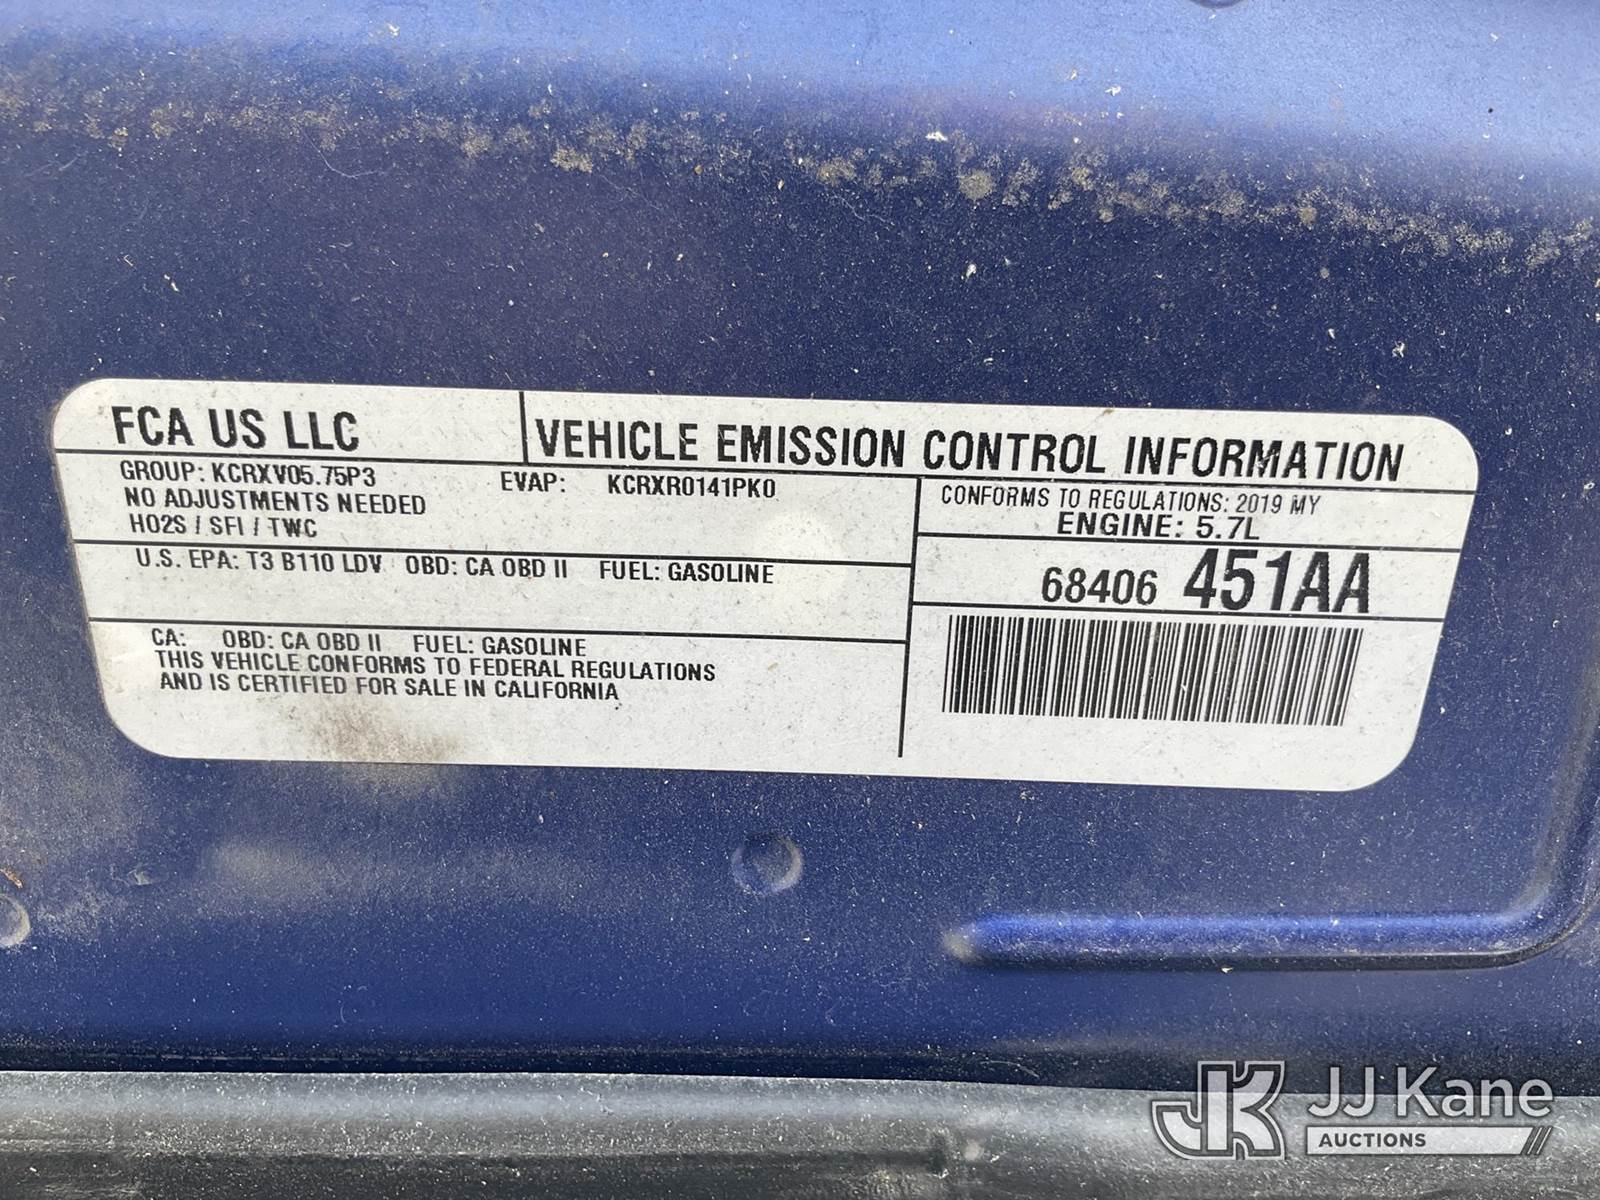 FCA US LLC
VEHICLE EMISSION CONTROL INFORMATION
GROUP: KCRXV05.75P3 EVAP: KCRXR0141PK0
NO ADJUSTMENTS NEEDED
HO2S / SFI / TWC
CONFORMS TO REGULATIONS: 2019 MY
ENGINE: 5.7L
U.S. EPA: T3 B110 LDV OBD: CA OBD II FUEL: GASOLINE
68406 451AA
CA: OBD: CA OBD II FUEL: GASOLINE
THIS VEHICLE CONFORMS TO FEDERAL REGULATIONS
AND IS CERTIFIED FOR SALE IN CALIFORNIA
JK JJ Kane
AUCTIONS